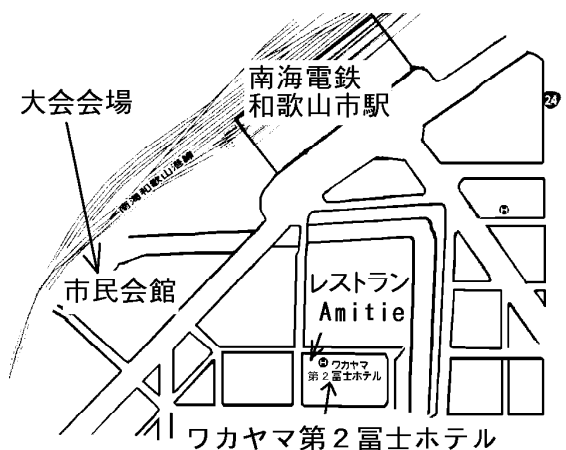 南海電鉄
和歌山市駅
大会会場
24
南海和歌山港線
H
市民会館
レストラン
Amitie
H ワカヤマ
第2冨士ホテル
ワカヤマ第2冨士ホテル